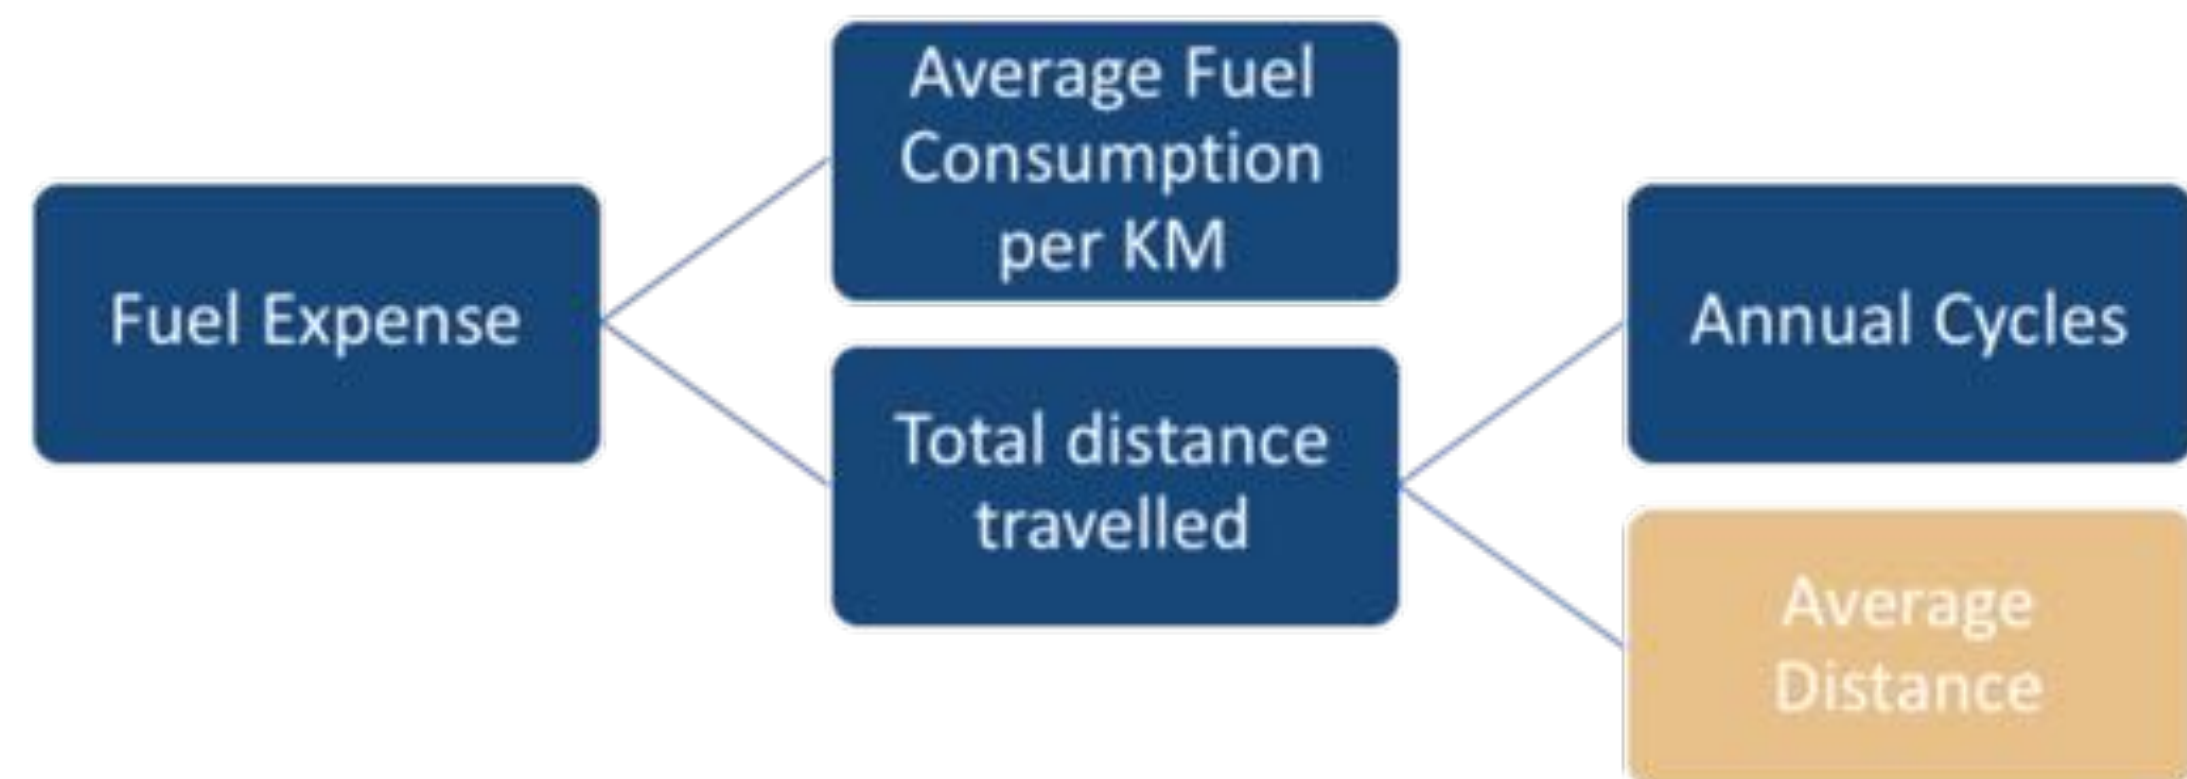 Fuel Expense
Average Fuel
Consumption
per KM
Total distance
travelled
Annual Cycles
Average
Distance